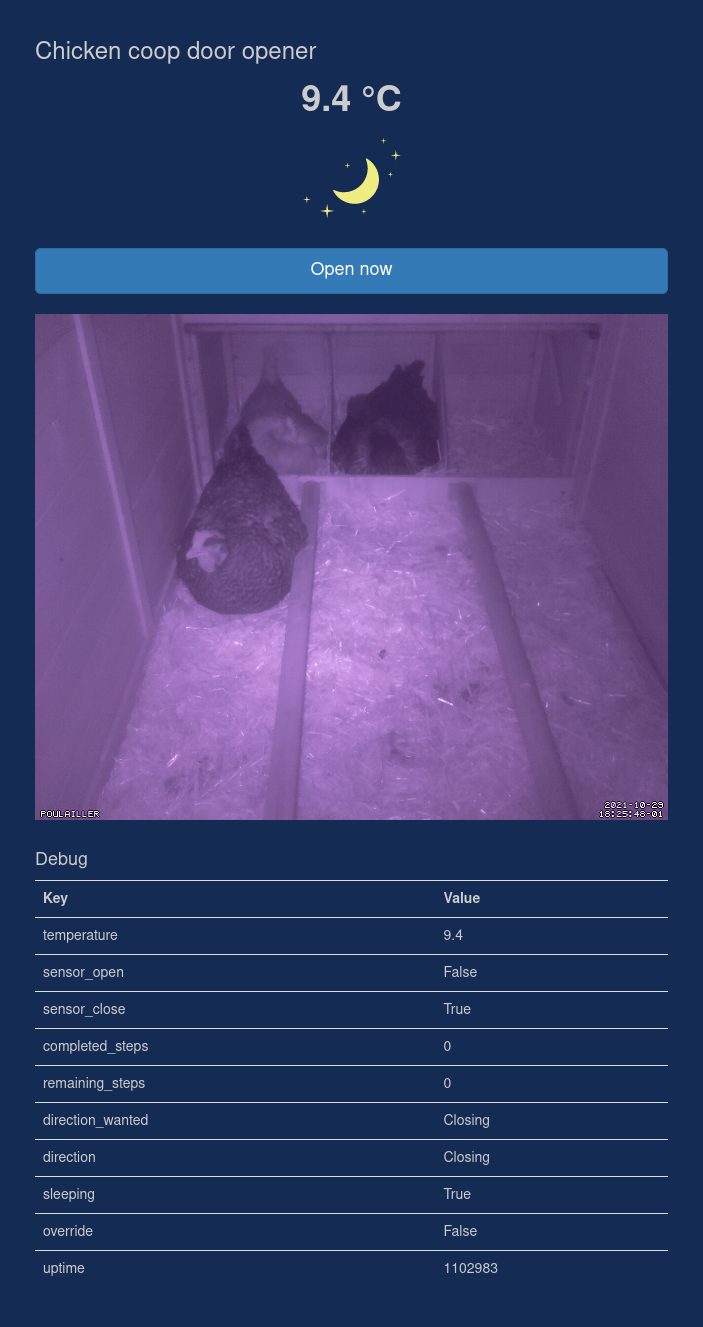 Chicken coop door opener
9.4 °C
Open now
POULAILLER
2021-10-29
18:25:48-01
Debug
Key Value
temperature 9.4
sensor_open False
sensor_close True
completed_steps 0
remaining_steps 0
direction_wanted Closing
direction Closing
sleeping True
override False
uptime 1102983